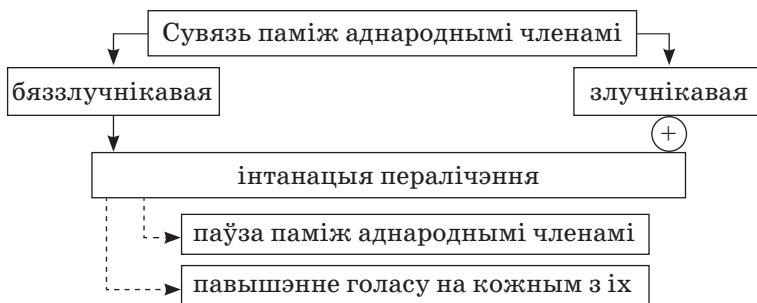 Сувязь паміж аднароднымі членамі
бяззлучнікавая
злучнікавая
+
інтанацыя пералічэння
паўза паміж аднароднымі членамі
павышэнне голасу на кожным з іх